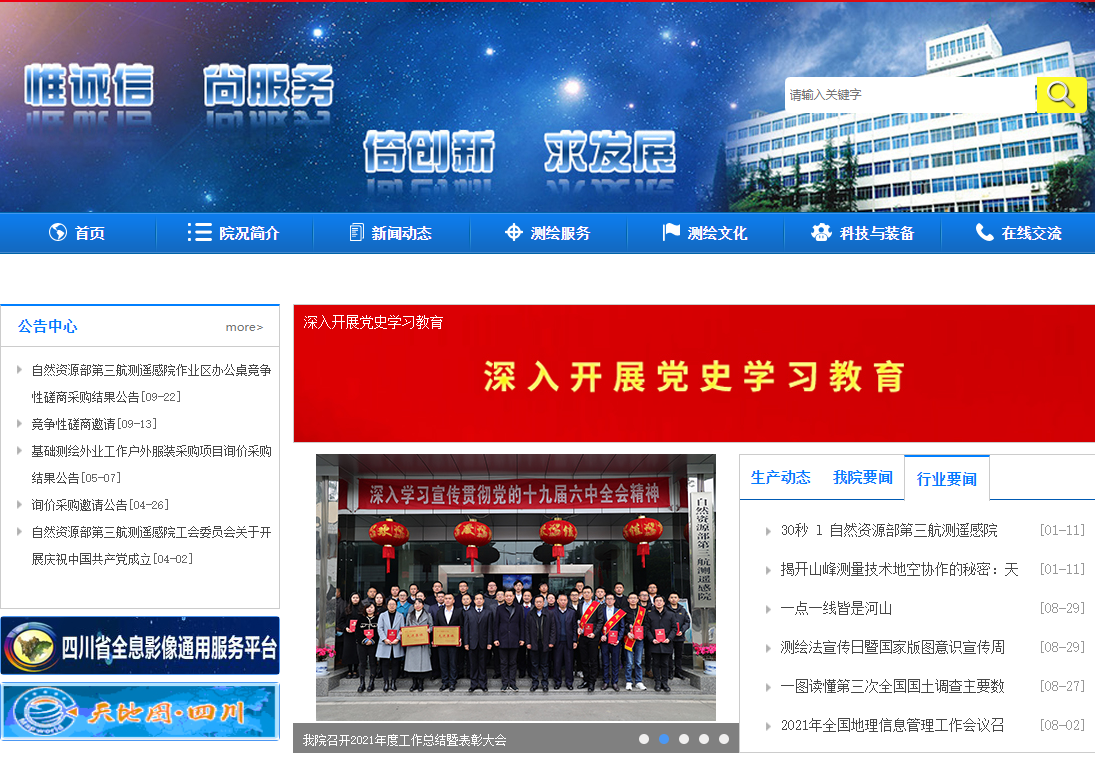 惟诚信 尚服务
倚创新 求发展
请输入关键字
首页 院况简介 新闻动态 测绘服务 测绘文化 科技与装备 在线交流
公告中心 more>
自然资源部第三航测遥感院作业区办公桌竞争
性磋商采购结果公告[09-22]
竞争性磋商邀请[09-13]
基础测绘外业工作户外服装采购项目询价采购
结果公告[05-07]
询价采购邀请公告[04-26]
自然资源部第三航测遥感院工会委员会关于开
展庆祝中国共产党成立[04-02]
四川省全息影像通用服务平台
天地图·四川
深入开展党史学习教育
深入开展党史学习教育
深入学习宣传贯彻党的十九届六中全会精神
自然资源部第三航测遥感院
我院召开2021年度工作总结暨表彰大会
生产动态 我院要闻 行业要闻
30秒 l 自然资源部第三航测遥感院 [01-11]
揭开山峰测量技术地空协作的秘密：天 [01-11]
一点一线皆是河山 [08-29]
测绘法宣传日暨国家版图意识宣传周 [08-29]
一图读懂第三次全国国土调查主要数 [08-27]
2021年全国地理信息管理工作会议召 [08-02]